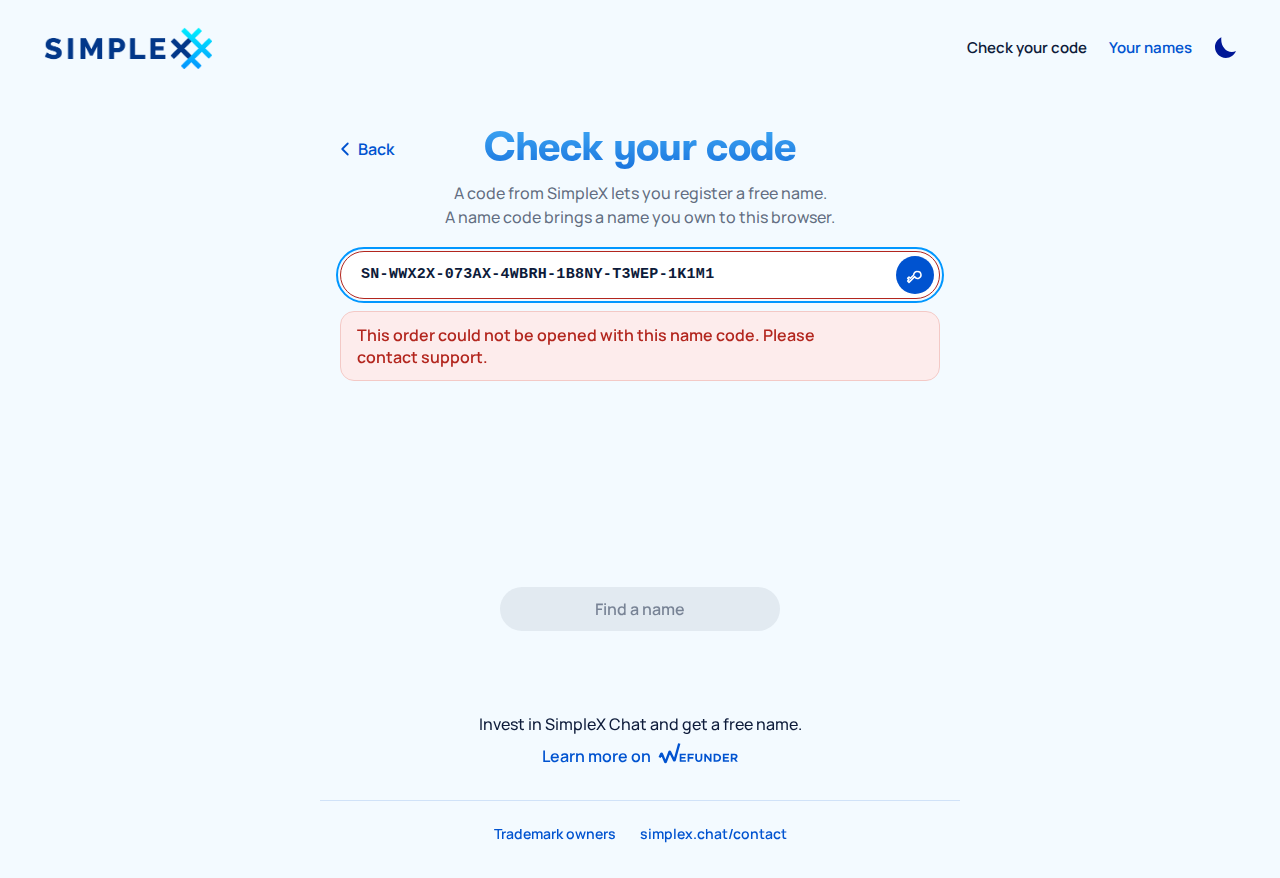 SIMPLEX
Check your code
Your names
Back
Check your code
A code from SimpleX lets you register a free name.
A name code brings a name you own to this browser.
SN-WWX2X-073AX-4WBRH-1B8NY-T3WEP-1K1M1
This order could not be opened with this name code. Please
contact support.
Find a name
Invest in SimpleX Chat and get a free name.
Learn more on WEFUNDER
Trademark owners
simplex.chat/contact